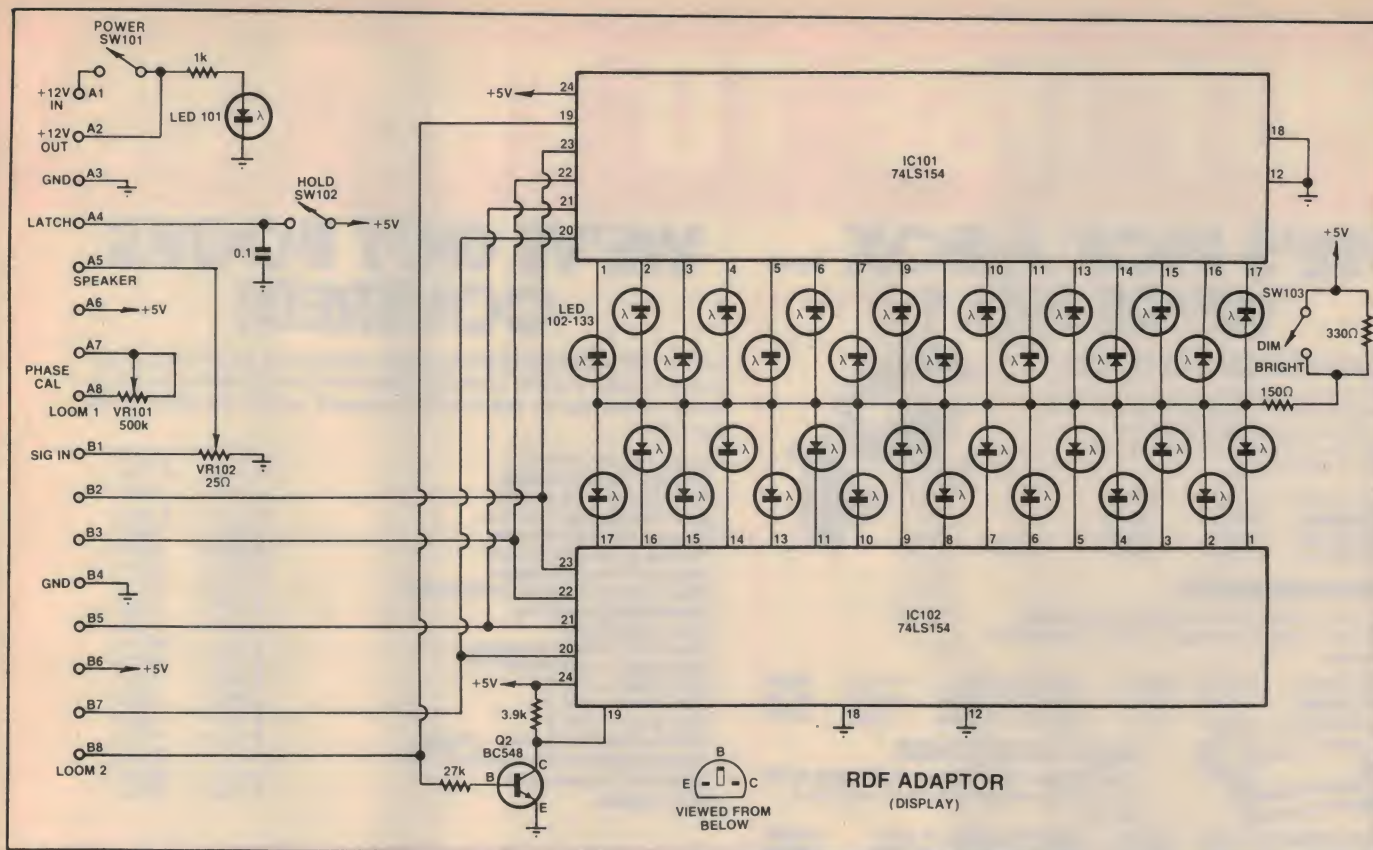 POWER
SW101
1k
+12V
IN
A1
LED 101
λ
+12V
OUT
A2
GND
A3
LATCH
A4
HOLD
SW102
+5V
0.1
A5
SPEAKER
A6
+5V
A7
PHASE
CAL
A8
LOOM 1
VR101
500k
SIG IN
B1
VR102
25Ω
B2
B3
GND
B4
B5
B6
+5V
B7
B8
LOOM 2
+5V
24
19
23
22
21
20
IC101
74LS154
18
12
1 2 3 4 5 6 7 9 10 11 13 14 15 16 17
LED
102-133
λ λ λ λ λ λ λ λ
λ λ λ λ λ λ λ λ
+5V
SW103
330Ω
DIM
BRIGHT
150Ω
λ λ λ λ λ λ λ λ
λ λ λ λ λ λ λ λ
17 16 15 14 13 11 10 9 8 7 6 5 4 3 2 1
23
22
21
20
24
+5V
IC102
74LS154
19
18
12
3.9k
Q2
BC548
27k
B
C
E
B
E
C
VIEWED FROM
BELOW
RDF ADAPTOR
(DISPLAY)